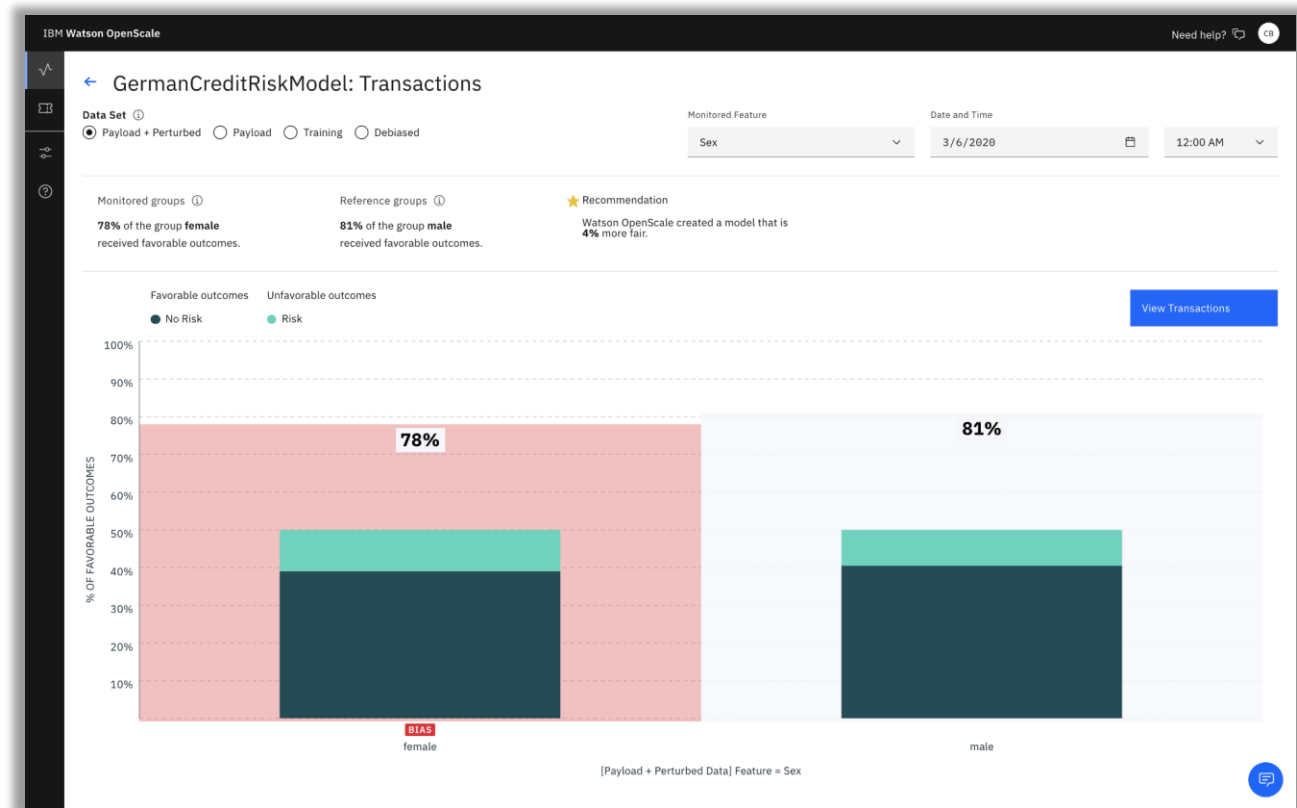 IBM Watson OpenScale
Need help?
CB
GermanCreditRiskModel: Transactions
Data Set
Payload + Perturbed
Payload
Training
Debiased
Monitored Feature
Sex
Date and Time
3/6/2020
12:00 AM
Monitored groups
78% of the group female
received favorable outcomes.
Reference groups
81% of the group male
received favorable outcomes.
Recommendation
Watson OpenScale created a model that is
4% more fair.
Favorable outcomes
No Risk
Unfavorable outcomes
Risk
View Transactions
% OF FAVORABLE OUTCOMES
100%
90%
80%
70%
60%
50%
40%
30%
20%
10%
78%
81%
BIAS
female
male
[Payload + Perturbed Data] Feature = Sex